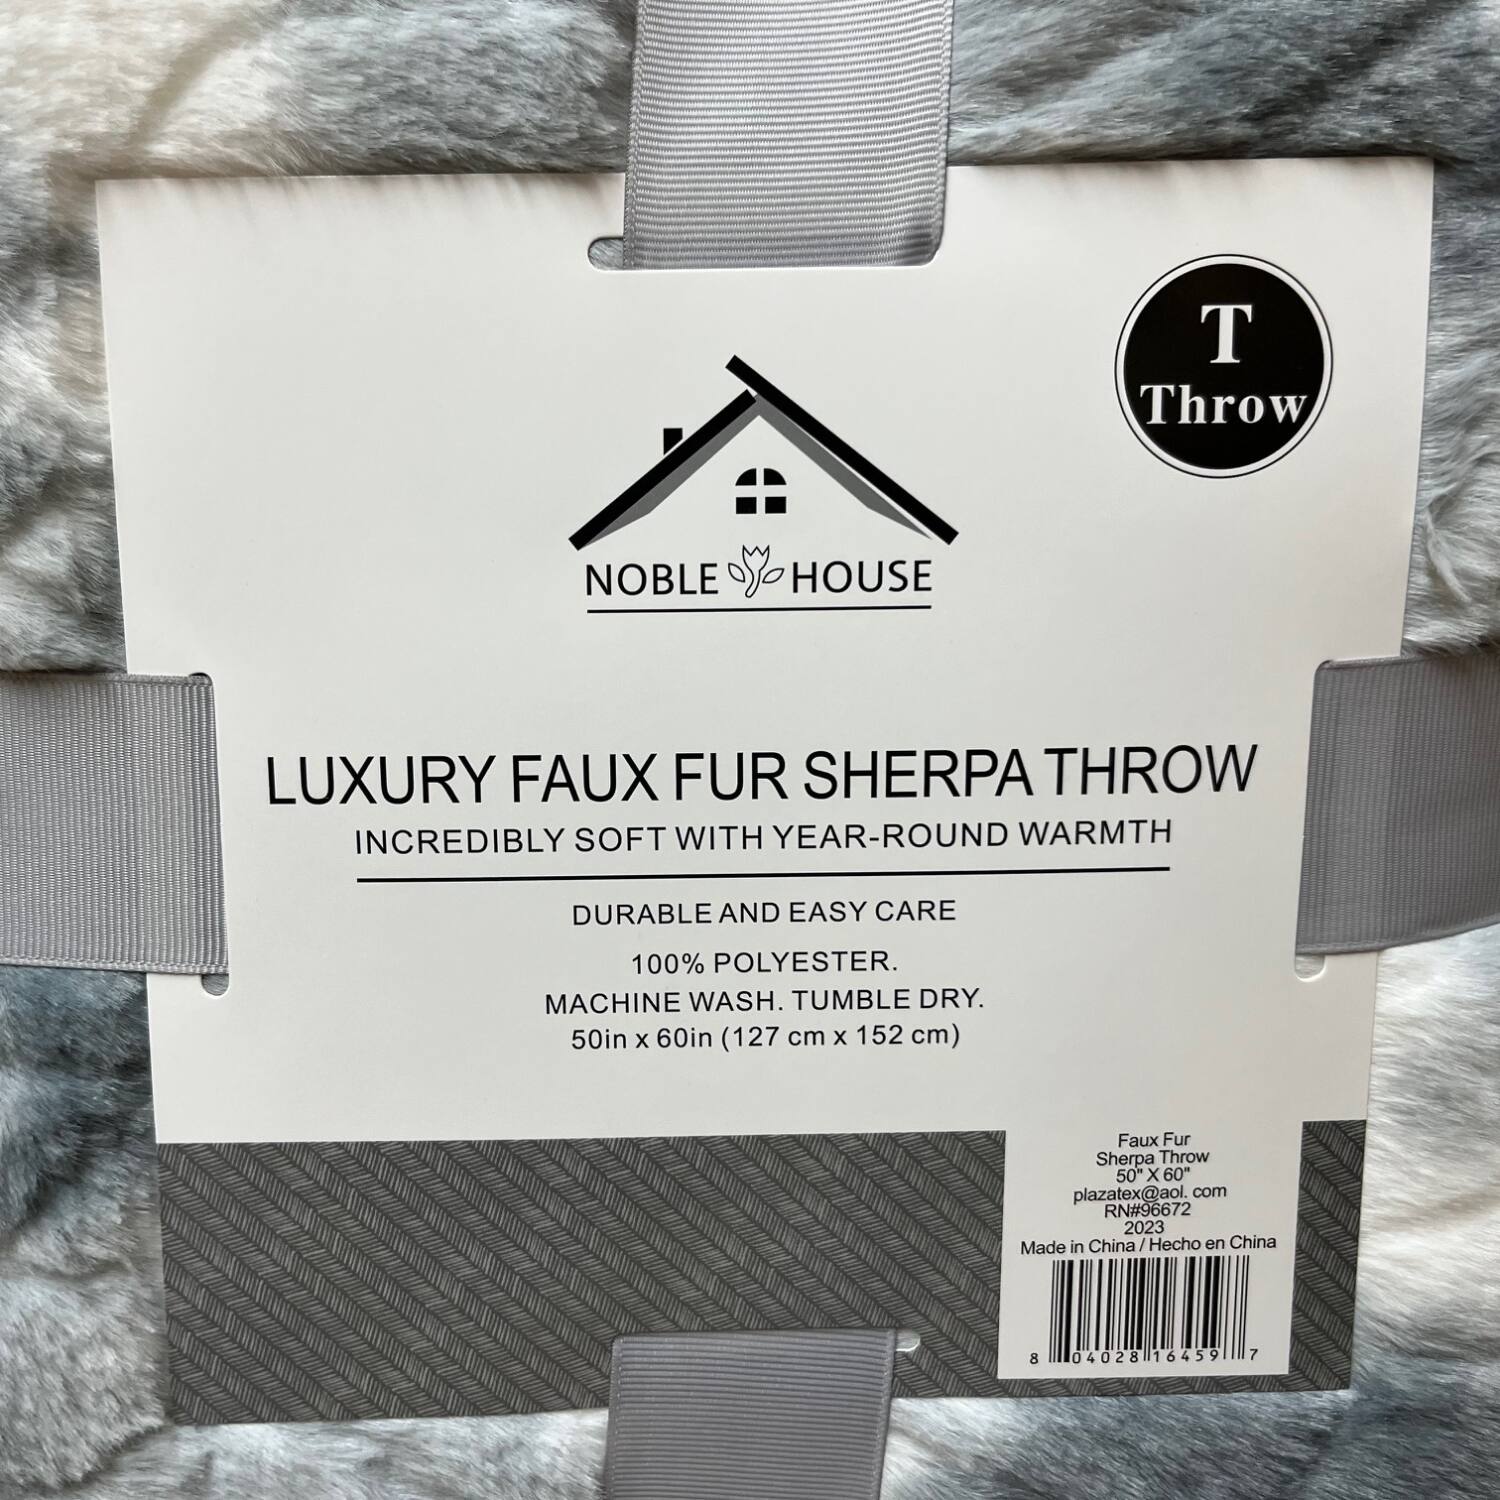 T
Throw
NOBLE HOUSE
LUXURY FAUX FUR SHERPA THROW
INCREDIBLY SOFT WITH YEAR-ROUND WARMTH
DURABLE AND EASY CARE
100% POLYESTER.
MACHINE WASH. TUMBLE DRY.
50in x 60in (127 cm x 152 cm)
Faux Fur
Sherpa Throw
50" X 60"
plazatex@aol. com
RN#96672
2023
Made in China / Hecho en China
8 04028 16459 7